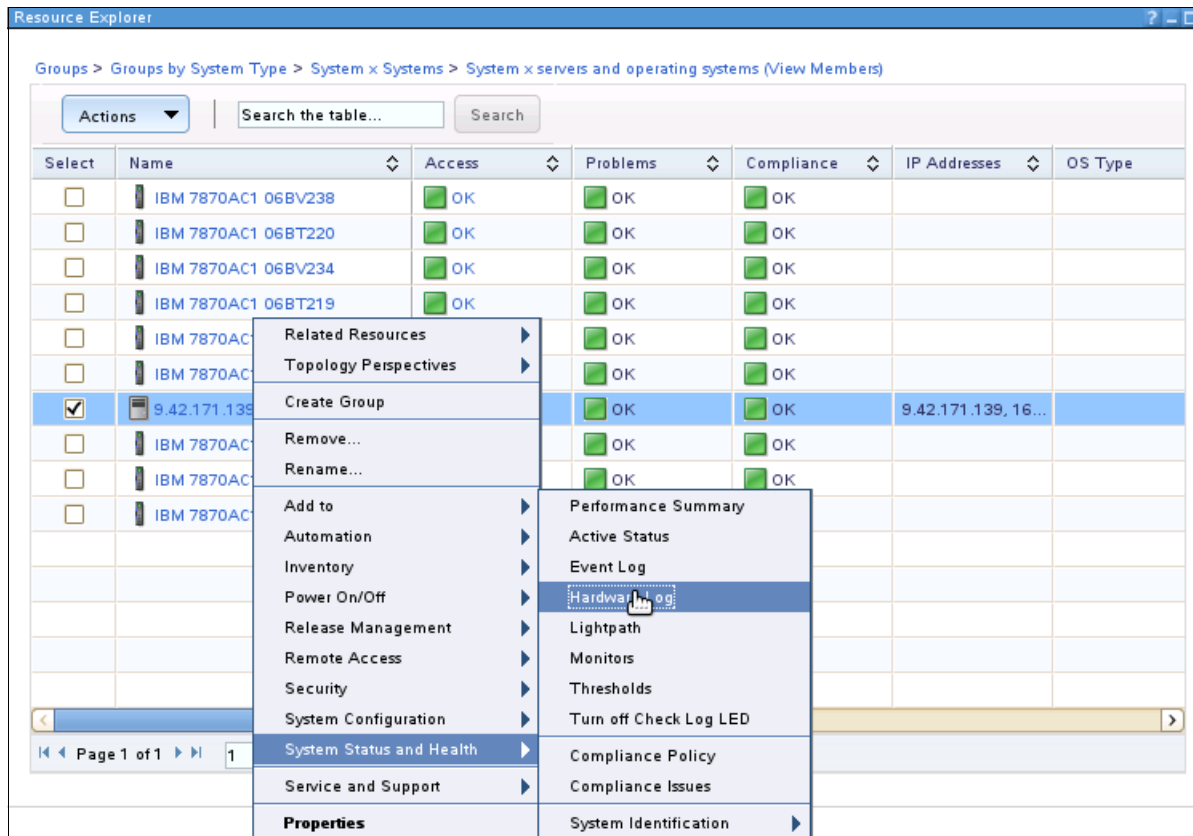 Resource Explorer
?
Groups > Groups by System Type > System x Systems > System x servers and operating systems (View Members)
Actions Search the table... Search
Select Name Access Problems Compliance IP Addresses OS Type
IBM 7870AC1 06BV238 OK OK OK
IBM 7870AC1 06BT220 OK OK OK
IBM 7870AC1 06BV234 OK OK OK
IBM 7870AC1 06BT219 OK OK OK
IBM 7870AC OK OK
IBM 7870AC OK OK
9.42.171.139 OK OK 9.42.171.139, 16...
IBM 7870AC OK OK
IBM 7870AC OK OK
IBM 7870AC
Related Resources
Topology Perspectives
Create Group
Remove...
Rename...
Add to
Automation
Inventory
Power On/Off
Release Management
Remote Access
Security
System Configuration
System Status and Health
Service and Support
Properties
Performance Summary
Active Status
Event Log
Hardware Log
Lightpath
Monitors
Thresholds
Turn off Check Log LED
Compliance Policy
Compliance Issues
System Identification
Page 1 of 1 1